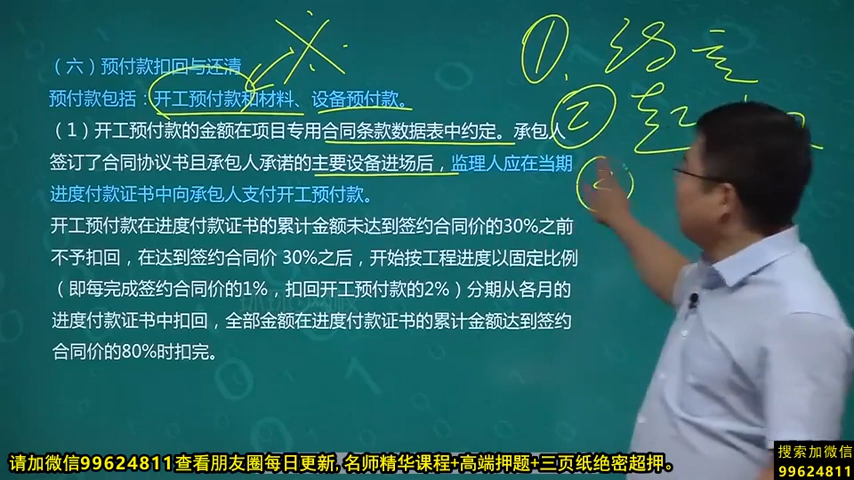 （六）预付款扣回与还清
预付款包括：开工预付款和材料、设备预付款。
（1）开工预付款的金额在项目专用合同条款数据表中约定。承包人
签订了合同协议书且承包人承诺的主要设备进场后，监理人应在当期
进度付款证书中向承包人支付开工预付款。
开工预付款在进度付款证书的累计金额未达到签约合同价的30%之前
不予扣回，在达到签约合同价 30%之后，开始按工程进度以固定比例
（即每完成签约合同价的1%，扣回开工预付款的2%）分期从各月的
进度付款证书中扣回，全部金额在进度付款证书的累计金额达到签约
合同价的80%时扣完。
①、
②
请加微信99624811查看朋友圈每日更新,名师精华课程+高端押题+三页纸绝密超押。
搜索加微信
99624811